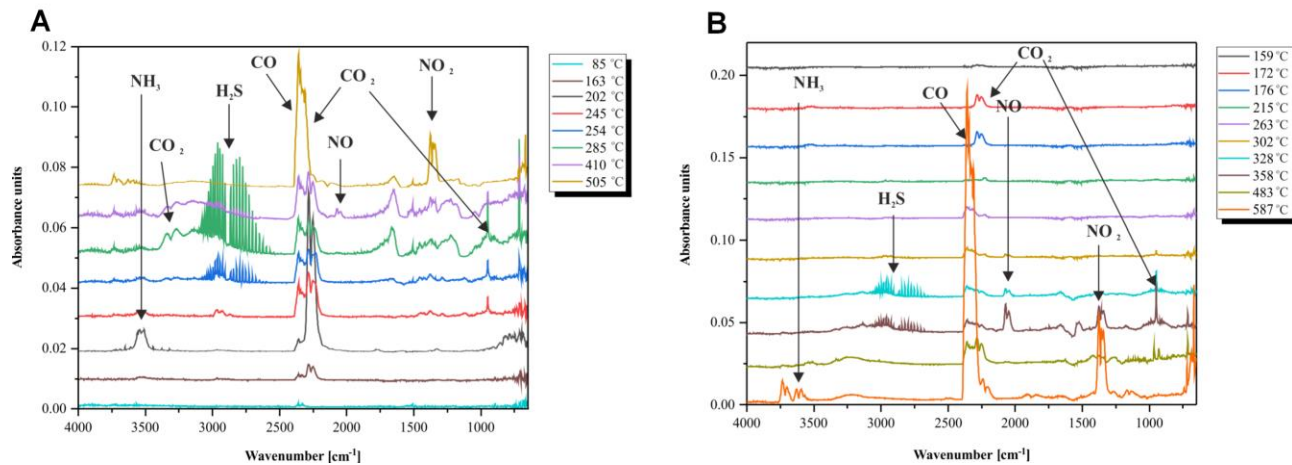 A
NH3
CO2
H2S
CO
CO2
NO
NO2
Absorbance units
0.12
0.10
0.08
0.06
0.04
0.02
0.00
4000 3500 3000 2500 2000 1500 1000
Wavenumber [cm-1]
85 °C
163 °C
202 °C
245 °C
254 °C
285 °C
410 °C
505 °C
B
NH3
H2S
CO
CO2
NO
NO2
Absorbance units
0.20
0.15
0.10
0.05
0.00
4000 3500 3000 2500 2000 1500 1000
Wavenumber [cm-1]
159 °C
172 °C
176 °C
215 °C
263 °C
302 °C
328 °C
358 °C
483 °C
587 °C